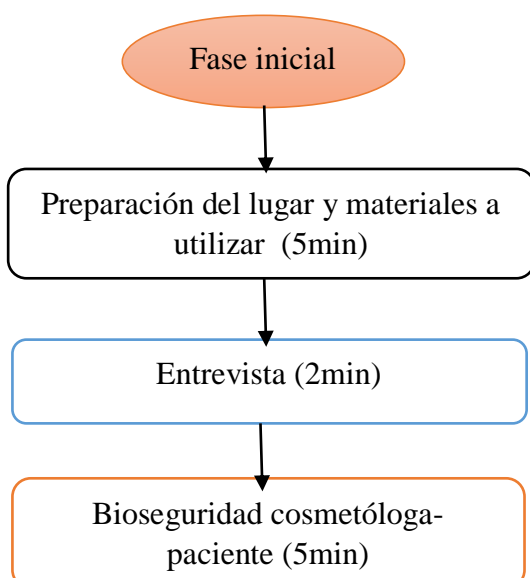 Fase inicial
Preparación del lugar y materiales a
utilizar (5min)
Entrevista (2min)
Bioseguridad cosmetóloga-
paciente (5min)